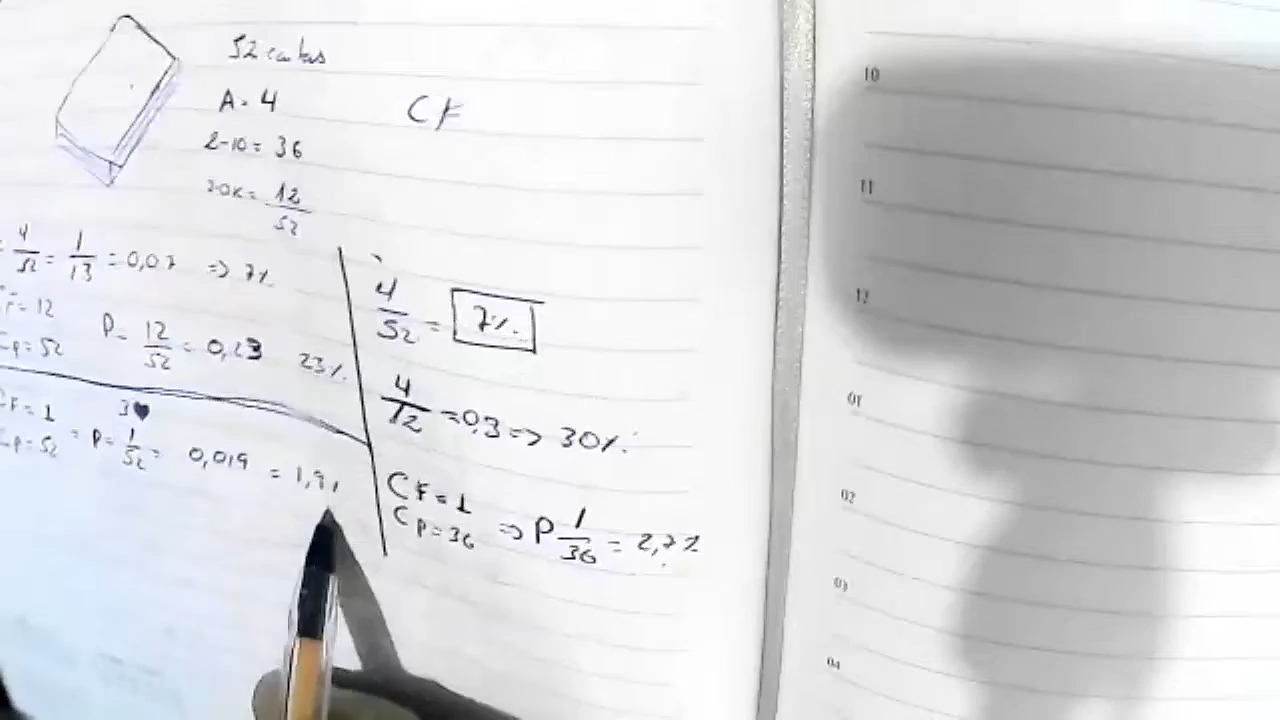 52 cartas
A = 4
CF
2-10 = 36
12
52
4/52 = 1/13 = 0,07 => 7%
= 12
P = 12/52 = 0,23 23%
Cp = 52
CF = 1
3♥
Cp = 52 = P = 1/52 = 0,019 = 1,9%
4/52 = 7%
4/12 = 0,3 => 30%
CF = 1
Cp = 36 => P 1/36 = 2,7%
10
11
12
01
02
03
04